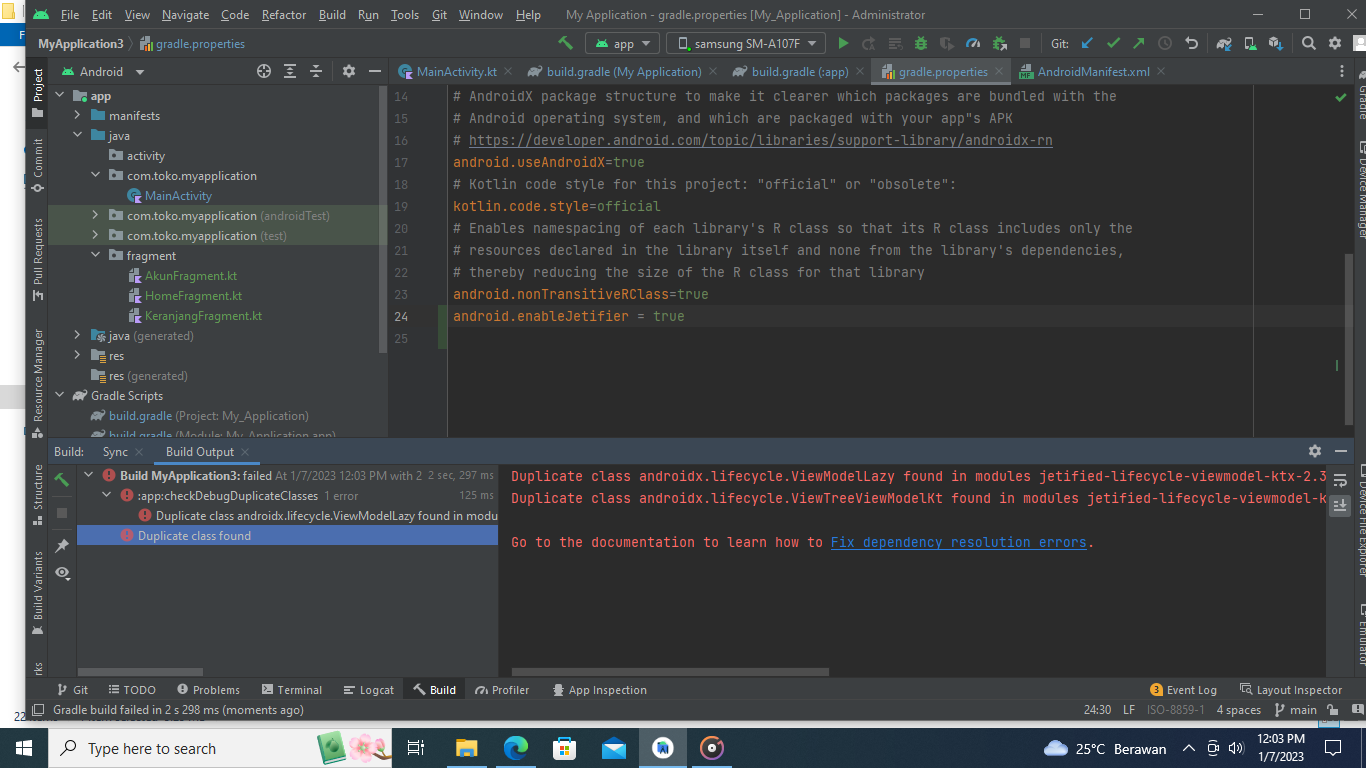 File Edit View Navigate Code Refactor Build Run Tools Git Window Help My Application - gradle.properties [My_Application] - Administrator
MyApplication3 gradle.properties app samsung SM-A107F Git:
Android MainActivity.kt build.gradle (My Application) build.gradle (:app) gradle.properties AndroidManifest.xml
Project
Commit
Pull Requests
Resource Manager
Structure
Build Variants
app
manifests
java
activity
com.toko.myapplication
MainActivity
com.toko.myapplication (androidTest)
com.toko.myapplication (test)
fragment
AkunFragment.kt
HomeFragment.kt
KeranjangFragment.kt
java (generated)
res
res (generated)
Gradle Scripts
build.gradle (Project: My_Application)
build.gradle (Module: My_Application.app)
14 # AndroidX package structure to make it clearer which packages are bundled with the
15 # Android operating system, and which are packaged with your app"s APK
16 # https://developer.android.com/topic/libraries/support-library/androidx-rn
17 android.useAndroidX=true
18 # Kotlin code style for this project: "official" or "obsolete":
19 kotlin.code.style=official
20 # Enables namespacing of each library's R class so that its R class includes only the
21 # resources declared in the library itself and none from the library's dependencies,
22 # thereby reducing the size of the R class for that library
23 android.nonTransitiveRClass=true
24 android.enableJetifier = true
25
Gradle
Device Manager
Device File Explorer
Emulator
Build: Sync Build Output
Build MyApplication3: failed At 1/7/2023 12:03 PM with 2 2 sec, 297 ms
:app:checkDebugDuplicateClasses 1 error 125 ms
Duplicate class androidx.lifecycle.ViewModelLazy found in modu
Duplicate class found
Duplicate class androidx.lifecycle.ViewModelLazy found in modules jetified-lifecycle-viewmodel-ktx-2.3
Duplicate class androidx.lifecycle.ViewTreeViewModelKt found in modules jetified-lifecycle-viewmodel-k
Go to the documentation to learn how to Fix dependency resolution errors.
Git TODO Problems Terminal Logcat Build Profiler App Inspection 3 Event Log Layout Inspector
Gradle build failed in 2 s 298 ms (moments ago) 24:30 LF ISO-8859-1 4 spaces main
Type here to search 25°C Berawan 12:03 PM
1/7/2023